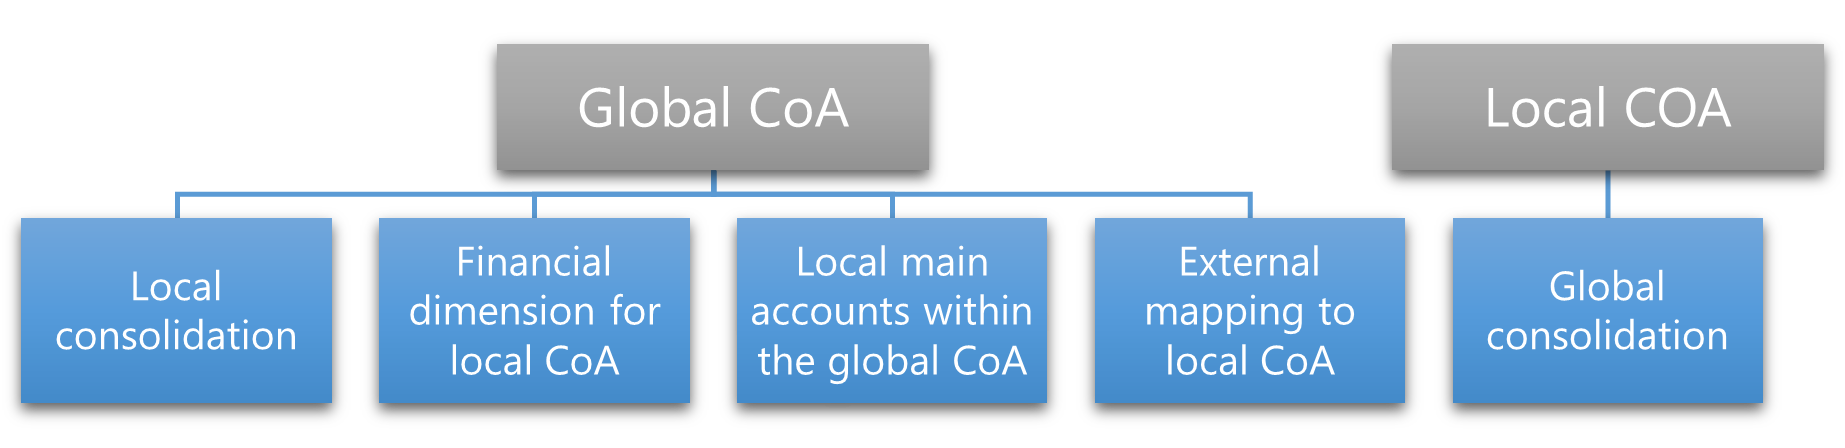 Global CoA
Local COA
Local
consolidation
Financial
dimension for
local CoA
Local main
accounts within
the global CoA
External
mapping to
local CoA
Global
consolidation